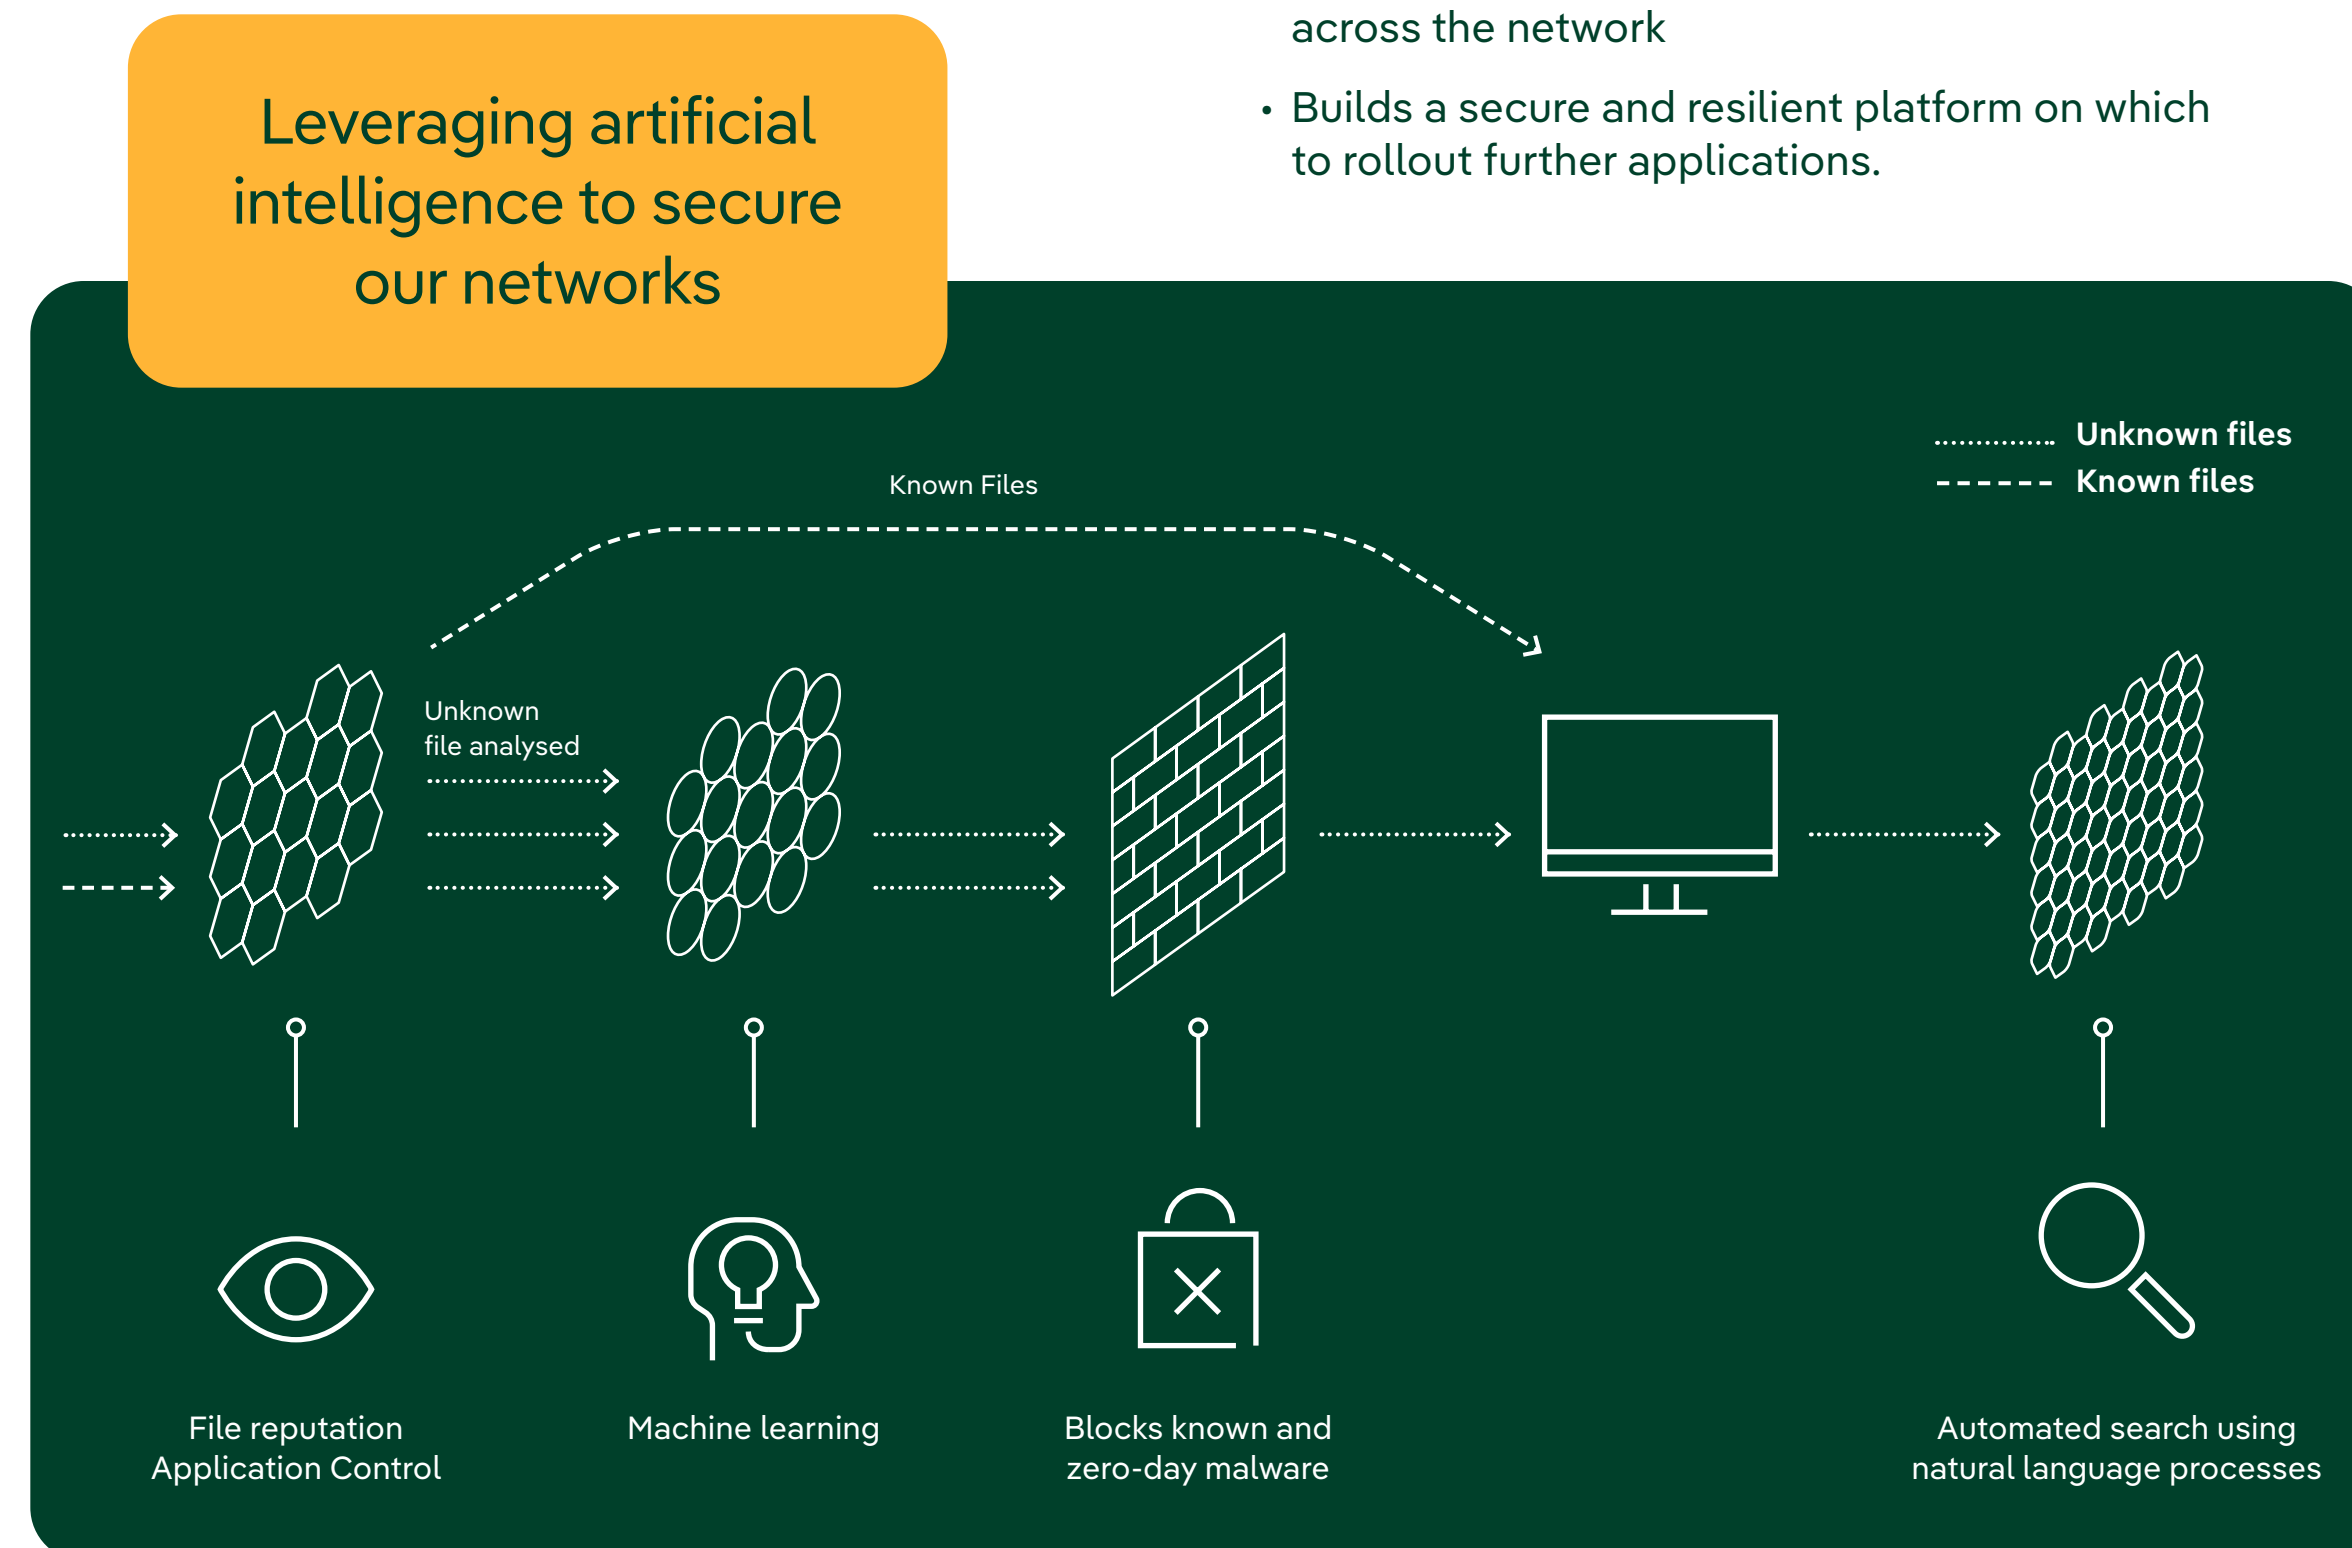 across the network
• Builds a secure and resilient platform on which
to rollout further applications.
Leveraging artificial
intelligence to secure
our networks
Unknown files
Known files
Known Files
Unknown
file analysed
File reputation
Application Control
Machine learning
Blocks known and
zero-day malware
Automated search using
natural language processes